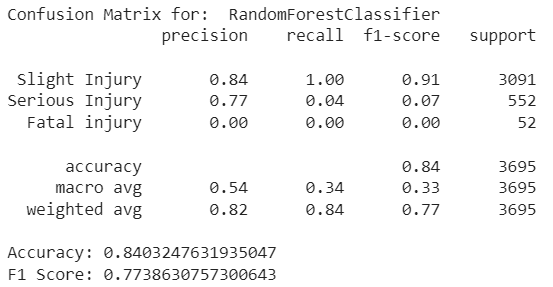 Confusion Matrix for:  RandomForestClassifier
              precision    recall  f1-score   support

 Slight Injury       0.84      1.00      0.91      3091
Serious Injury       0.77      0.04      0.07       552
  Fatal injury       0.00      0.00      0.00        52

      accuracy                           0.84      3695
     macro avg       0.54      0.34      0.33      3695
  weighted avg       0.82      0.84      0.77      3695

Accuracy: 0.8403247631935047
F1 Score: 0.7738630757300643